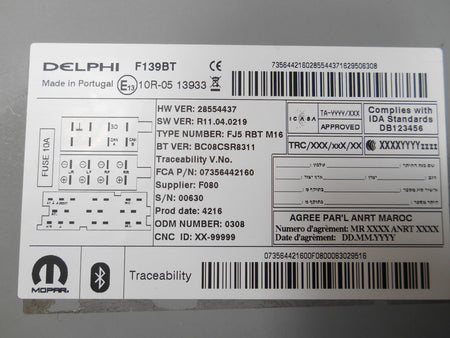 DELPHI F139BT CE
Made in Portugal E13 10R-05 13933
7356442160285544371629506308
HW VER: 28554437
SW VER: R11.04.0219
TYPE NUMBER: FJ5 RBT M16
BT VER: BC08CSR8311
Traceability V.No.
FCA P/N: 07356442160
Supplier: F080
S/N: 00630
Prod date: 4216
ODM NUMBER: 0308
CNC ID: XX-99999
FUSE 10A
ICASA
TA-YYYY/xxx
APPROVED
Complies with
IDA Standards
DB123456
TRC/xxx/xx/xx
XXXXYYYYzzzz
AGREE PAR'L ANRT MAROC
Numero d'agrément: MR XXXX ANRT XXXX
Date d'agrément: DD.MM.YYYY
MOPAR
Traceability
073564421600F0800063029516